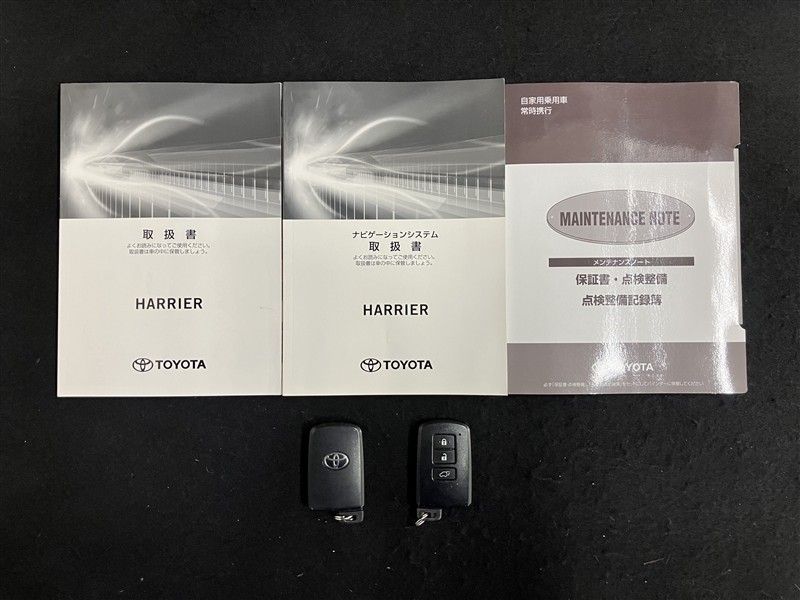 取扱書
よくお読みになってご使用ください。
取扱書は車の中に保管しましょう。
HARRIER
TOYOTA
ナビゲーションシステム
取扱書
よくお読みになってご使用ください。
取扱書は車の中に保管しましょう。
HARRIER
TOYOTA
自家用乗用車
常時携行
MAINTENANCE NOTE
メンテナンスノート
保証書・点検整備
点検整備記録簿
TOYOTA